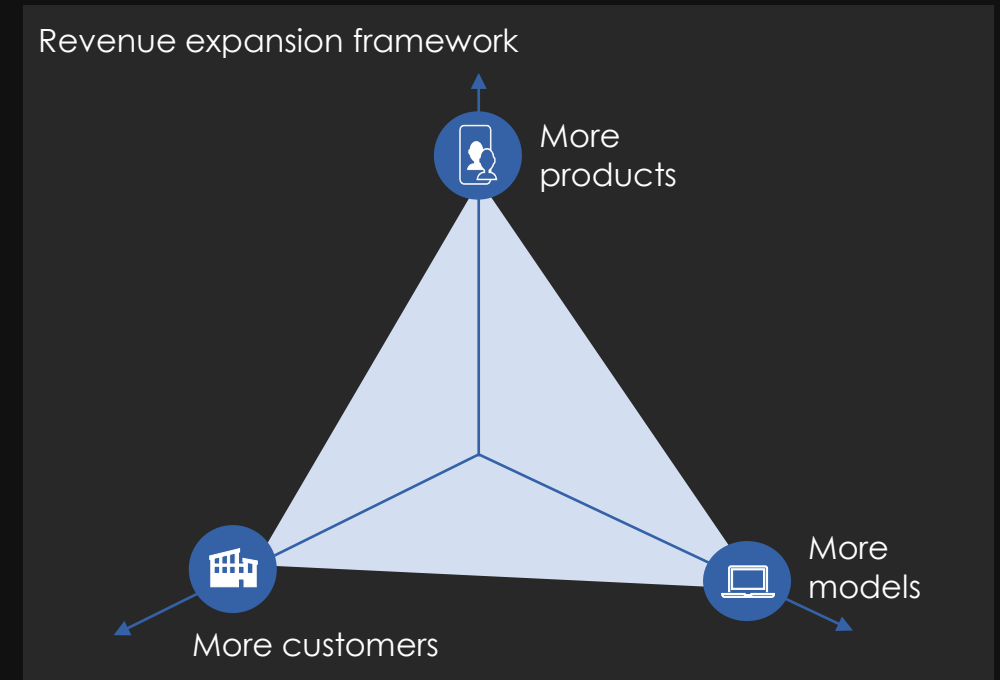 Revenue expansion framework
More
products
More
models
More customers